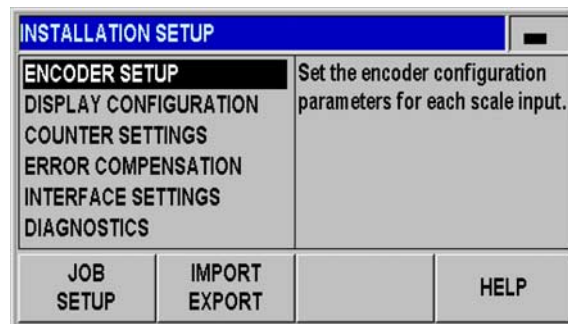 INSTALLATION SETUP
ENCODER SETUP
DISPLAY CONFIGURATION
COUNTER SETTINGS
ERROR COMPENSATION
INTERFACE SETTINGS
DIAGNOSTICS
Set the encoder configuration
parameters for each scale input.
JOB
SETUP
IMPORT
EXPORT
HELP